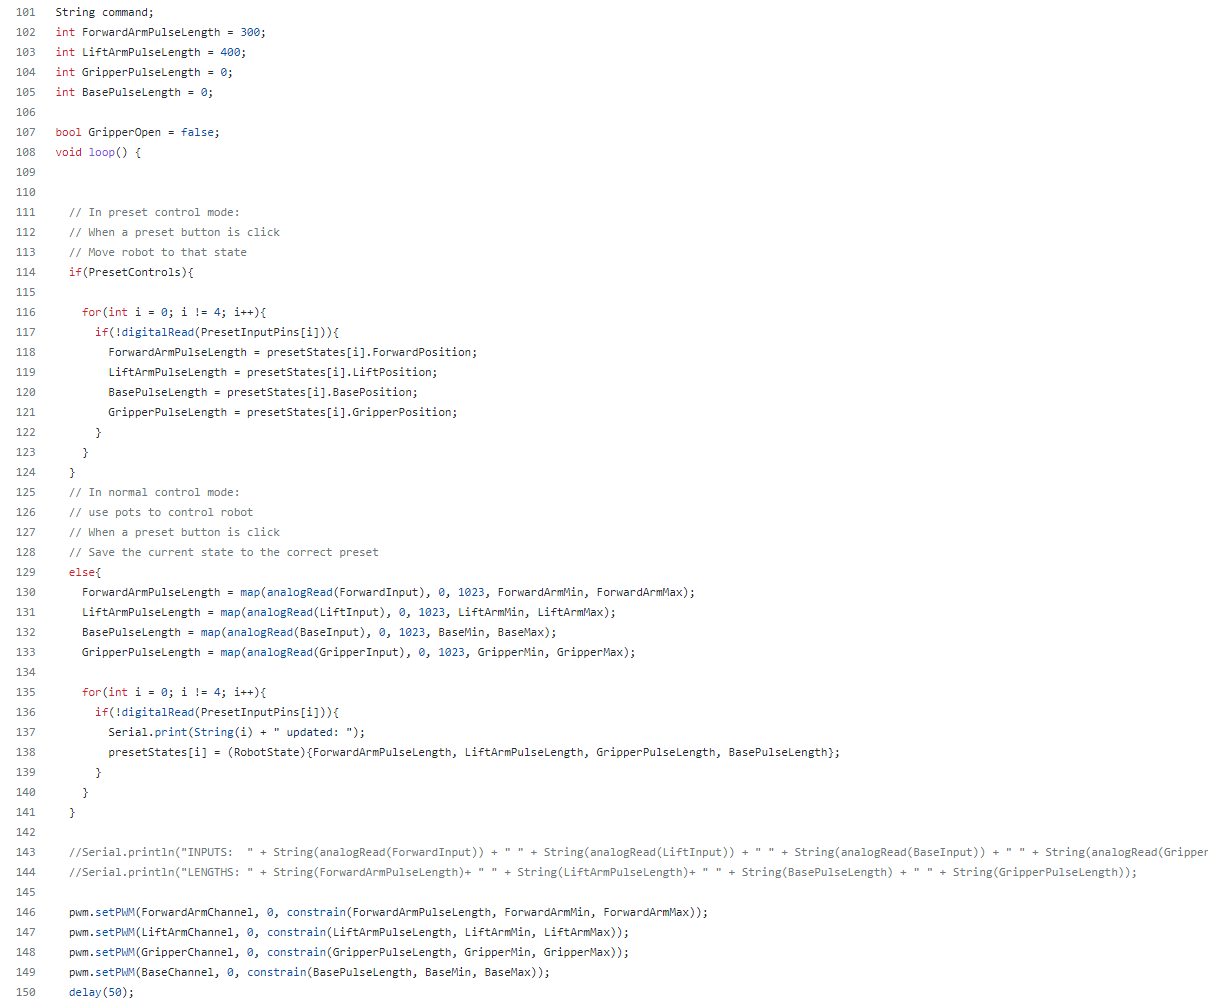 101 String command;
102 int ForwardArmPulseLength = 300;
103 int LiftArmPulseLength = 400;
104 int GripperPulseLength = 0;
105 int BasePulseLength = 0;
106
107 bool GripperOpen = false;
108 void loop() {
109
110
111   // In preset control mode:
112   // When a preset button is click
113   // Move robot to that state
114   if(PresetControls){
115
116     for(int i = 0; i != 4; i++){
117       if(!digitalRead(PresetInputPins[i])){
118         ForwardArmPulseLength = presetStates[i].ForwardPosition;
119         LiftArmPulseLength = presetStates[i].LiftPosition;
120         BasePulseLength = presetStates[i].BasePosition;
121         GripperPulseLength = presetStates[i].GripperPosition;
122       }
123     }
124   }
125   // In normal control mode:
126   // use pots to control robot
127   // When a preset button is click
128   // Save the current state to the correct preset
129   else{
130     ForwardArmPulseLength = map(analogRead(ForwardInput), 0, 1023, ForwardArmMin, ForwardArmMax);
131     LiftArmPulseLength = map(analogRead(LiftInput), 0, 1023, LiftArmMin, LiftArmMax);
132     BasePulseLength = map(analogRead(BaseInput), 0, 1023, BaseMin, BaseMax);
133     GripperPulseLength = map(analogRead(GripperInput), 0, 1023, GripperMin, GripperMax);
134
135     for(int i = 0; i != 4; i++){
136       if(!digitalRead(PresetInputPins[i])){
137         Serial.print(String(i) + " updated: ");
138         presetStates[i] = (RobotState){ForwardArmPulseLength, LiftArmPulseLength, GripperPulseLength, BasePulseLength};
139       }
140     }
141   }
142
143   //Serial.println("INPUTS:  " + String(analogRead(ForwardInput)) + " " + String(analogRead(LiftInput)) + " " + String(analogRead(BaseInput)) + " " + String(analogRead(Gripper
144   //Serial.println("LENGTHS: " + String(ForwardArmPulseLength)+ " " + String(LiftArmPulseLength)+ " " + String(BasePulseLength) + " " + String(GripperPulseLength));
145
146   pwm.setPWM(ForwardArmChannel, 0, constrain(ForwardArmPulseLength, ForwardArmMin, ForwardArmMax));
147   pwm.setPWM(LiftArmChannel, 0, constrain(LiftArmPulseLength, LiftArmMin, LiftArmMax));
148   pwm.setPWM(GripperChannel, 0, constrain(GripperPulseLength, GripperMin, GripperMax));
149   pwm.setPWM(BaseChannel, 0, constrain(BasePulseLength, BaseMin, BaseMax));
150   delay(50);